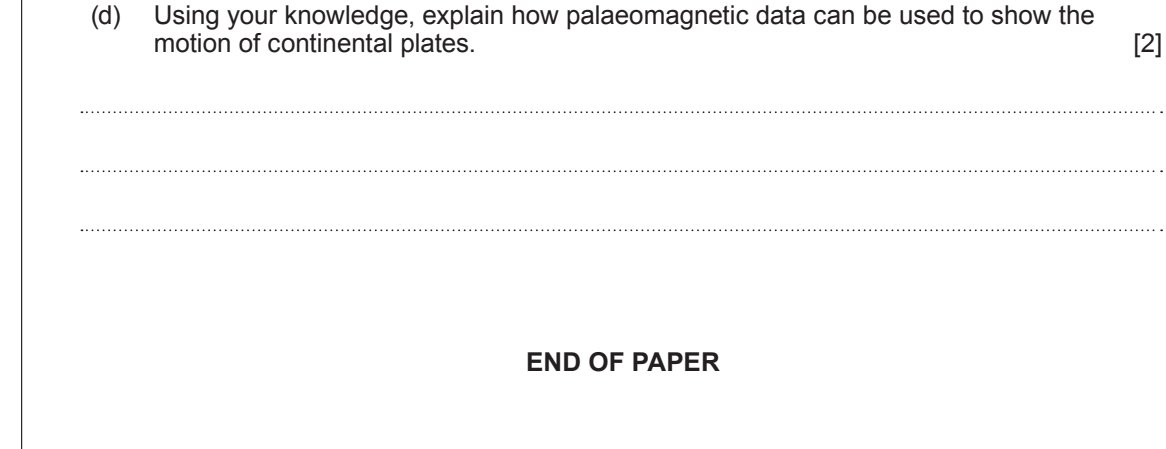 (d) Using your knowledge, explain how palaeomagnetic data can be used to show the
motion of continental plates. [2]
END OF PAPER